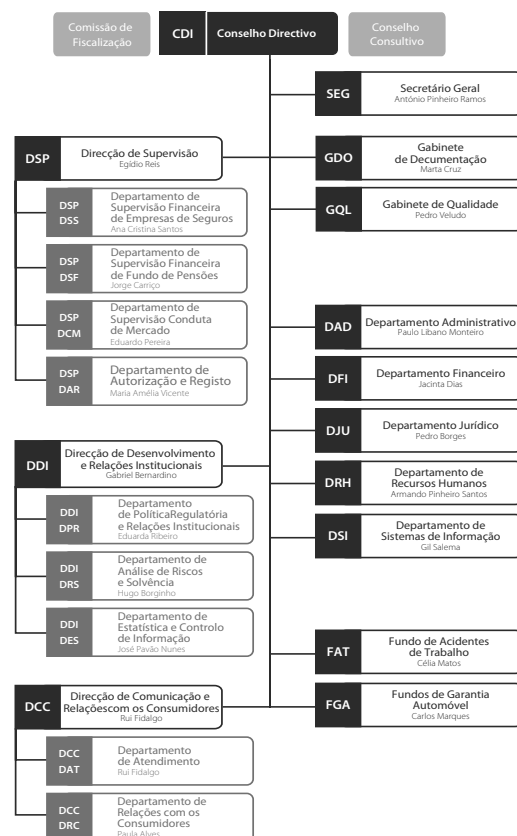 Comissão de
Fiscalização
CDI
Conselho Directivo
Conselho
Consultivo
SEG
Secretário Geral
António Pinheiro Ramos
DSP
Direcção de Supervisão
Egídio Reis
GDO
Gabinete
de Decumentação
Marta Cruz
DSP
DSS
Departamento de
Supervisão Financeira
de Empresas de Seguros
Ana Cristina Santos
GQL
Gabinete de Qualidade
Pedro Veludo
DSP
DSF
Departamento de
Supervisão Financeira
de Fundo de Pensões
Jorge Carriço
DSP
DCM
Departamento de
Supervisão Conduta
de Mercado
Eduardo Pereira
DAD
Departamento Administrativo
Paulo Líbano Monteiro
DSP
DAR
Departamento de
Autorização e Registo
Maria Amélia Vicente
DFI
Departamento Financeiro
Jacinta Dias
DJU
Departamento Jurídico
Pedro Borges
DDI
Direcção de Desenvolvimento
e Relações Institucionais
Gabriel Bernardino
DRH
Departamento de
Recursos Humanos
Armando Pinheiro Santos
DDI
DPR
Departamento
de PolíticaRegulatória
e Relações Institucionais
Eduarda Ribeiro
DSI
Departamento de
Sistemas de Informação
Gil Salema
DDI
DRS
Departamento de
Análise de Riscos
e Solvência
Hugo Borginho
DDI
DES
Departamento de
Estatística e Controlo
de Informação
José Pavão Nunes
FAT
Fundo de Acidentes
de Trabalho
Célia Matos
DCC
Direcção de Comunicação e
Relaçõescom os Consumidores
Rui Fidalgo
FGA
Fundos de Garantia
Automóvel
Carlos Marques
DCC
DAT
Departamento
de Atendimento
Rui Fidalgo
DCC
DRC
Departamento de
Relações com os
Consumidores
Paula Alves